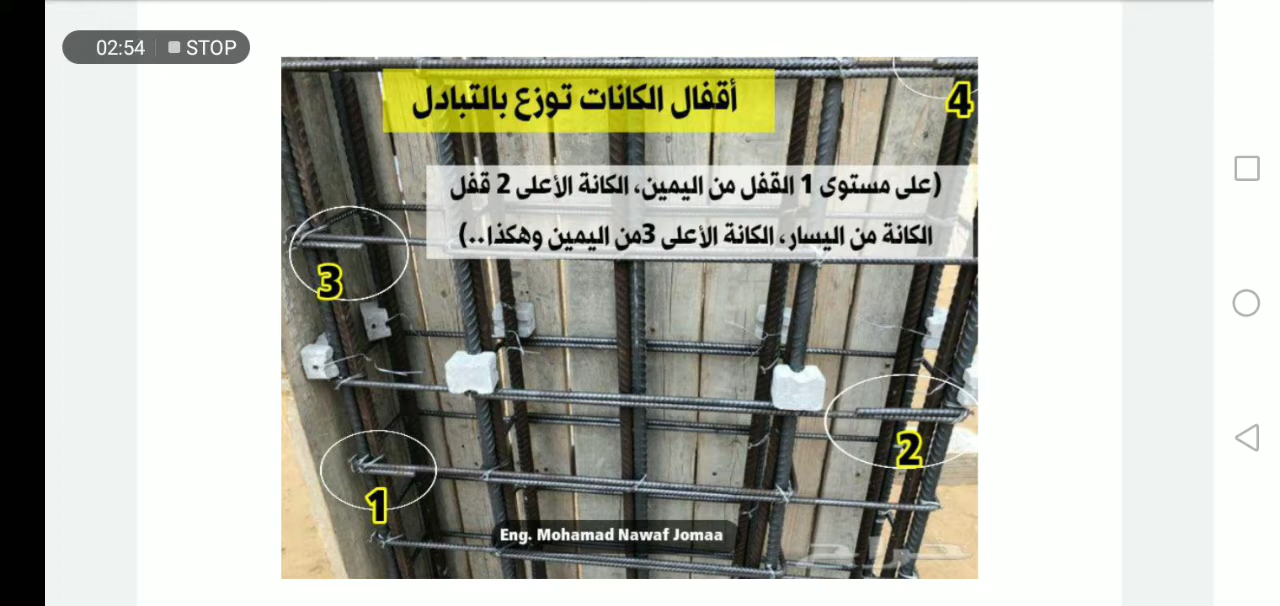 02:54 STOP
أقفال الكانات توزع بالتبادل
4
(على مستوى 1 القفل من اليمين، الكانة الأعلى 2 قفل
الكانة من اليسار، الكانة الأعلى 3من اليمين وهكذا..)
3
2
1
Eng. Mohamad Nawaf Jomaa
حراج